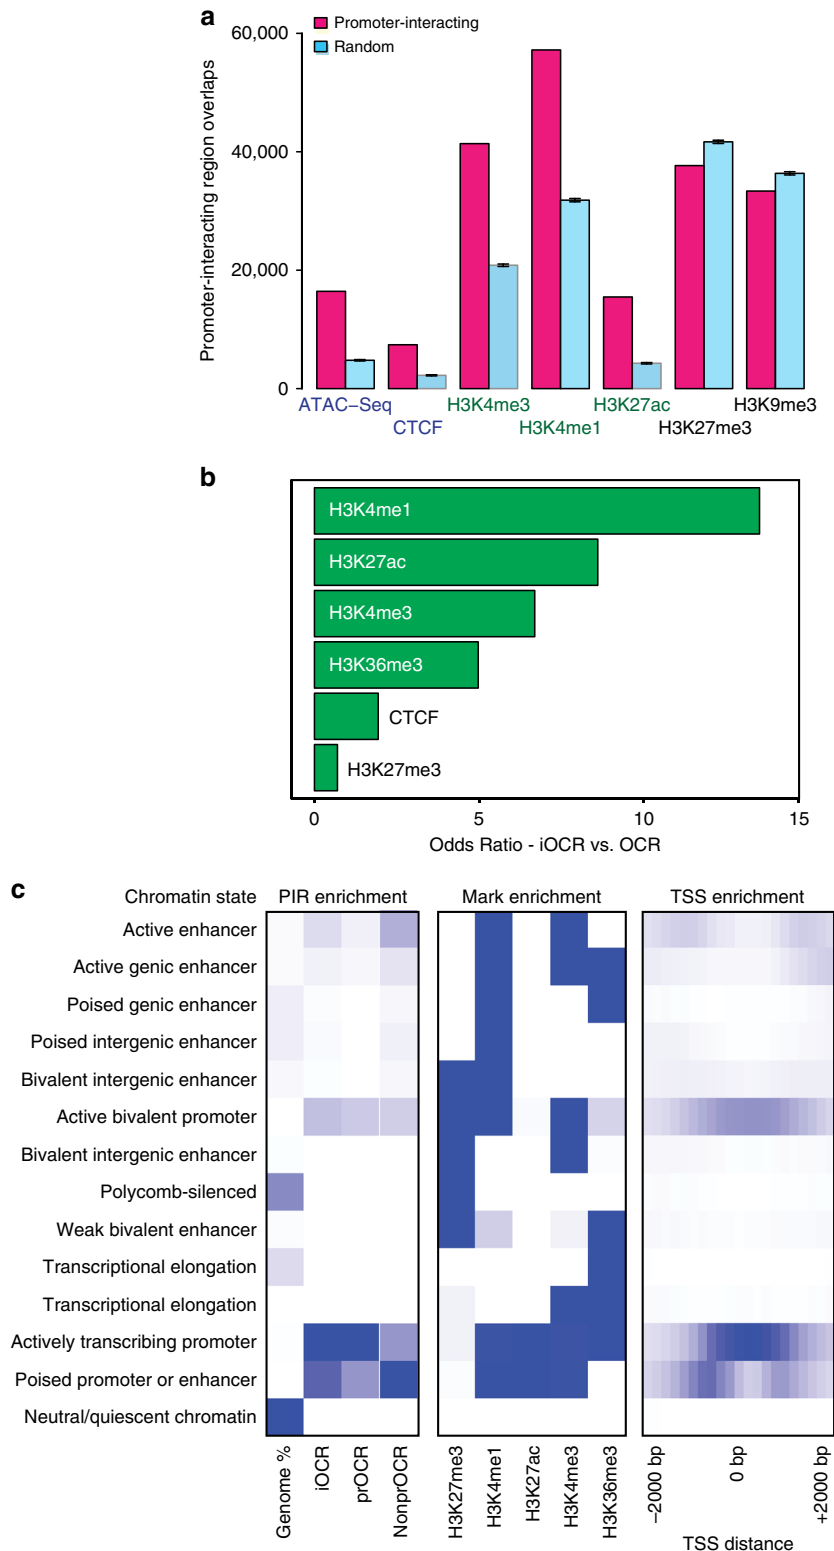 a
Promoter-interacting
Random
Promoter-interacting region overlaps
60,000
40,000
20,000
0
ATAC−Seq
CTCF
H3K4me3
H3K4me1
H3K27ac
H3K27me3
H3K9me3
b
H3K4me1
H3K27ac
H3K4me3
H3K36me3
CTCF
H3K27me3
0 5 10 15
Odds Ratio - iOCR vs. OCR
c
Chromatin state PIR enrichment Mark enrichment TSS enrichment
Active enhancer
Active genic enhancer
Poised genic enhancer
Poised intergenic enhancer
Bivalent intergenic enhancer
Active bivalent promoter
Bivalent intergenic enhancer
Polycomb-silenced
Weak bivalent enhancer
Transcriptional elongation
Transcriptional elongation
Actively transcribing promoter
Poised promoter or enhancer
Neutral/quiescent chromatin
Genome %
iOCR
prOCR
NonprOCR
H3K27me3
H3K4me1
H3K27ac
H3K4me3
H3K36me3
−2000 bp
0 bp
+2000 bp
TSS distance